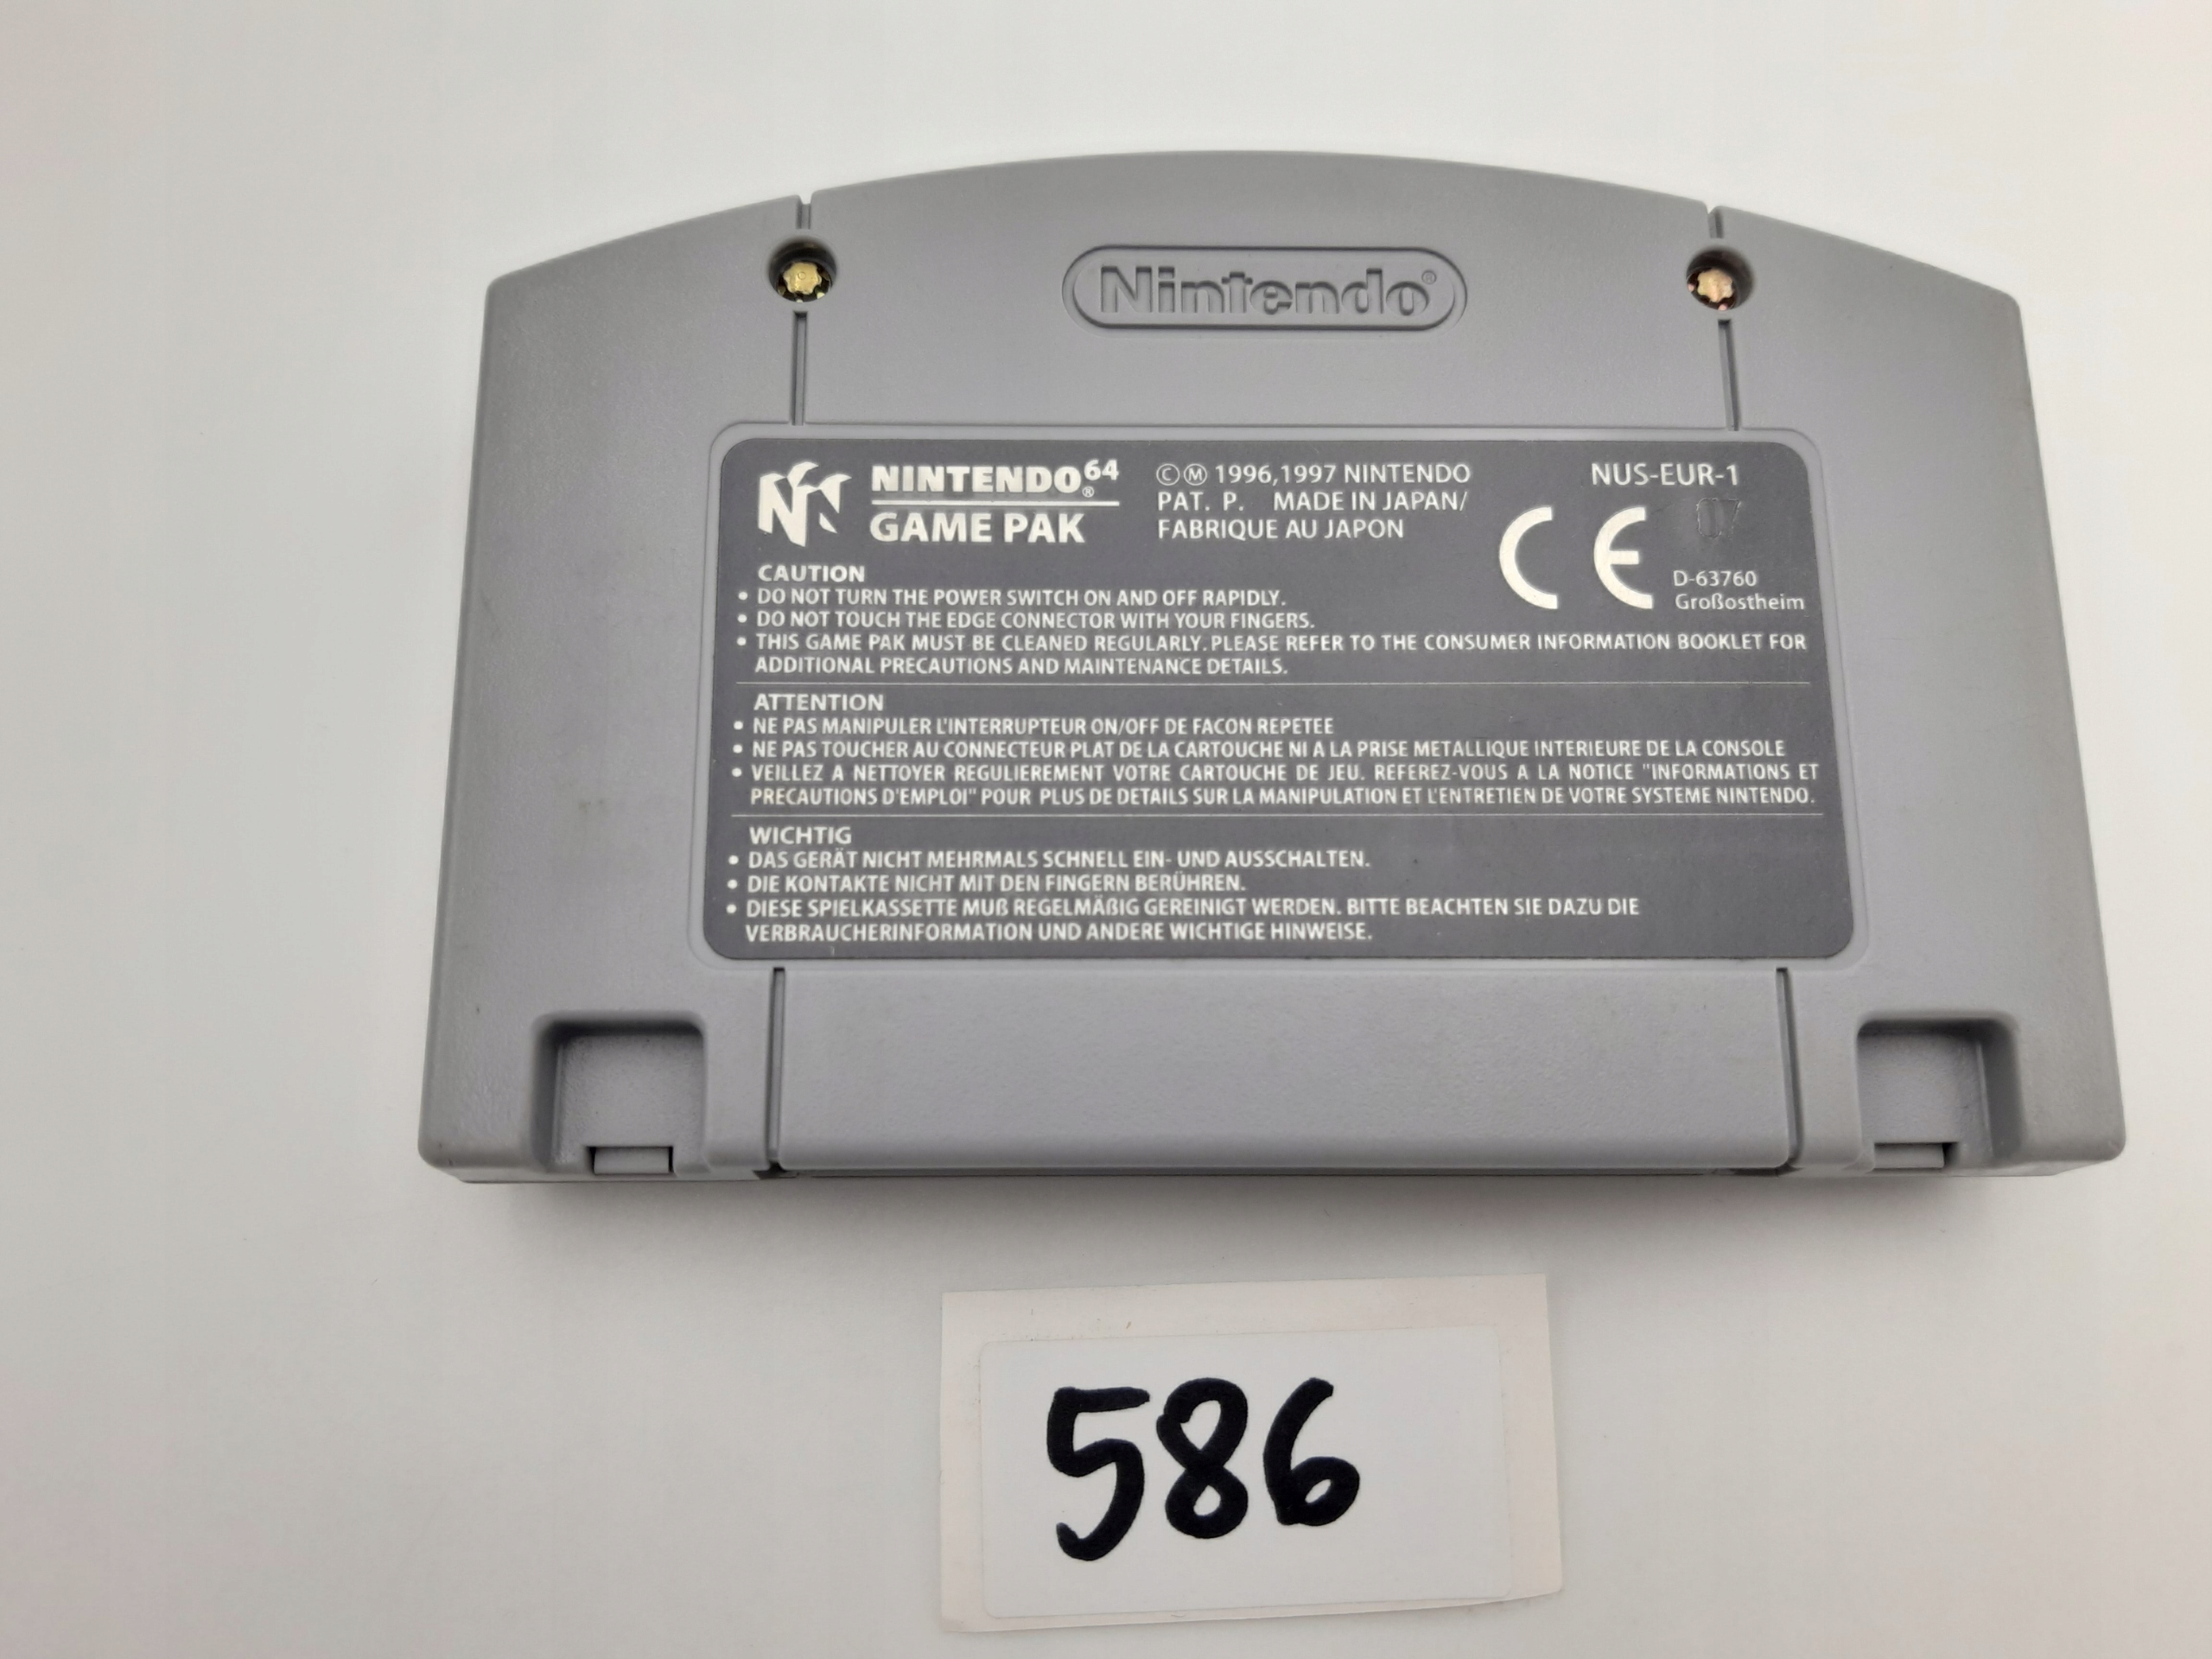 Nintendo®
NINTENDO64®
GAME PAK
ⒸⓂ 1996,1997 NINTENDO
PAT. P. MADE IN JAPAN/
FABRIQUE AU JAPON
NUS-EUR-1
07
CE
D-63760
Großostheim
CAUTION
• DO NOT TURN THE POWER SWITCH ON AND OFF RAPIDLY.
• DO NOT TOUCH THE EDGE CONNECTOR WITH YOUR FINGERS.
• THIS GAME PAK MUST BE CLEANED REGULARLY. PLEASE REFER TO THE CONSUMER INFORMATION BOOKLET FOR
ADDITIONAL PRECAUTIONS AND MAINTENANCE DETAILS.
ATTENTION
• NE PAS MANIPULER L'INTERRUPTEUR ON/OFF DE FACON REPETEE
• NE PAS TOUCHER AU CONNECTEUR PLAT DE LA CARTOUCHE NI A LA PRISE METALLIQUE INTERIEURE DE LA CONSOLE
• VEILLEZ A NETTOYER REGULIEREMENT VOTRE CARTOUCHE DE JEU. REFEREZ-VOUS A LA NOTICE "INFORMATIONS ET
PRECAUTIONS D'EMPLOI" POUR PLUS DE DETAILS SUR LA MANIPULATION ET L'ENTRETIEN DE VOTRE SYSTEME NINTENDO.
WICHTIG
• DAS GERÄT NICHT MEHRMALS SCHNELL EIN- UND AUSSCHALTEN.
• DIE KONTAKTE NICHT MIT DEN FINGERN BERÜHREN.
• DIESE SPIELKASSETTE MUß REGELMÄßIG GEREINIGT WERDEN. BITTE BEACHTEN SIE DAZU DIE
VERBRAUCHERINFORMATION UND ANDERE WICHTIGE HINWEISE.
586